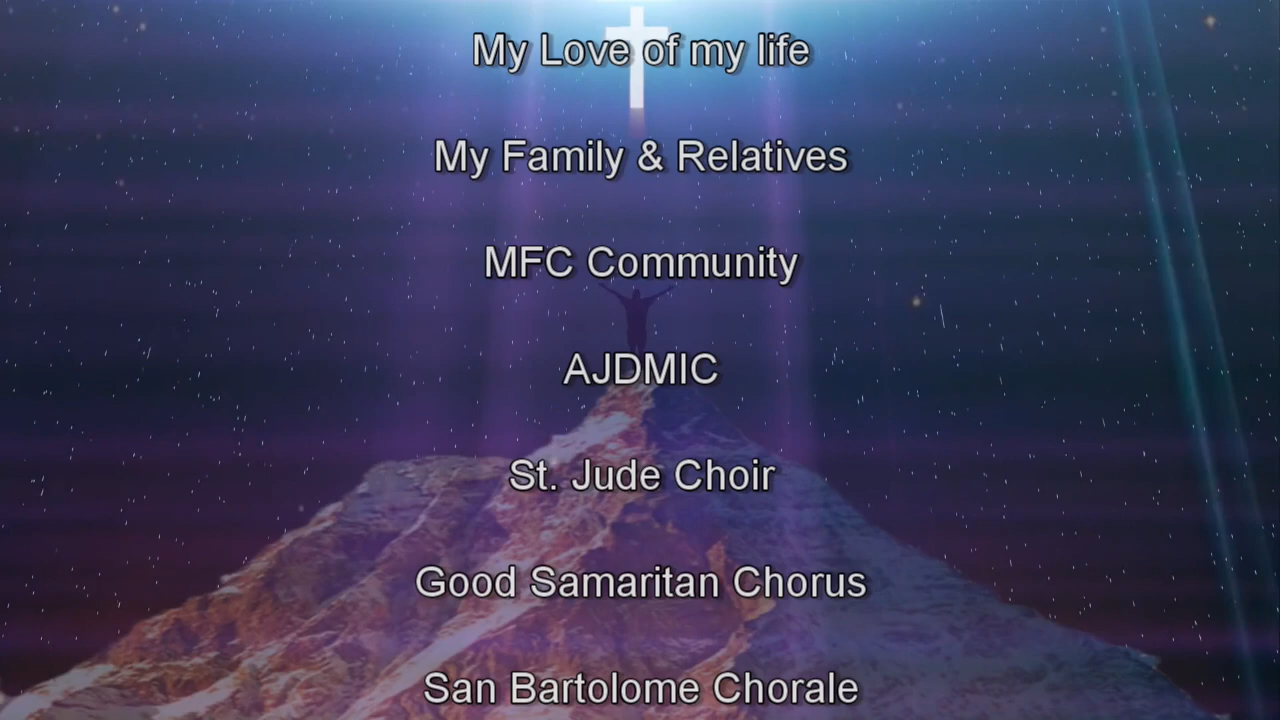 My Love of my life
My Family & Relatives
MFC Community
AJDMIC
St. Jude Choir
Good Samaritan Chorus
San Bartolome Chorale